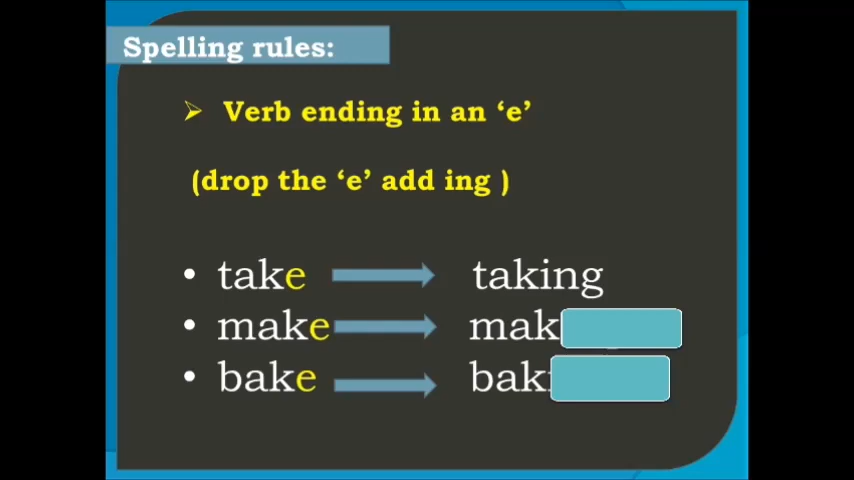 Spelling rules:
➢ Verb ending in an ‘e’
(drop the ‘e’ add ing )
• take taking
• make mak
• bake bak